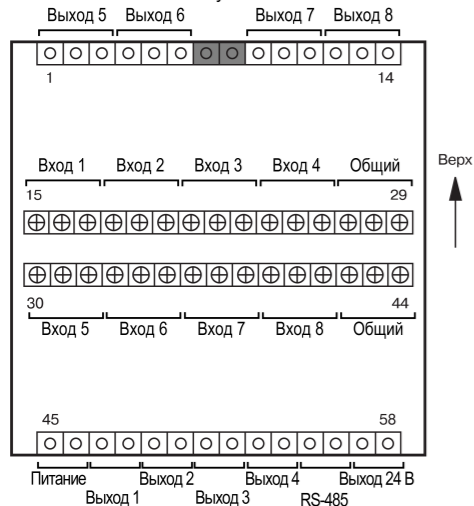 Выход 5 Выход 6 Выход 7 Выход 8
1 14
Верх
Вход 1 Вход 2 Вход 3 Вход 4 Общий
15 29
30 44
Вход 5 Вход 6 Вход 7 Вход 8 Общий
45 58
Питание Выход 2 Выход 4 Выход 24 В
Выход 1 Выход 3 RS-485